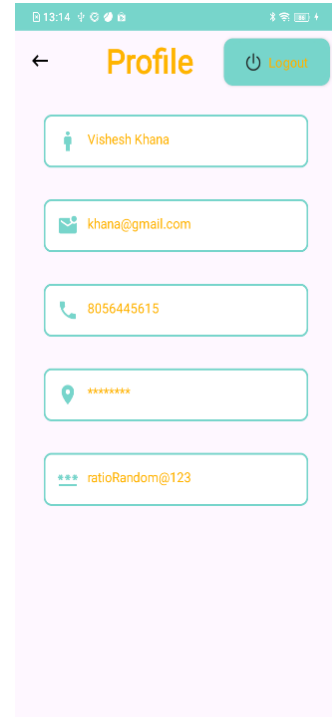 13:14
Profile
Logout
Vishesh Khana
khana@gmail.com
8056445615
********
*** ratioRandom@123